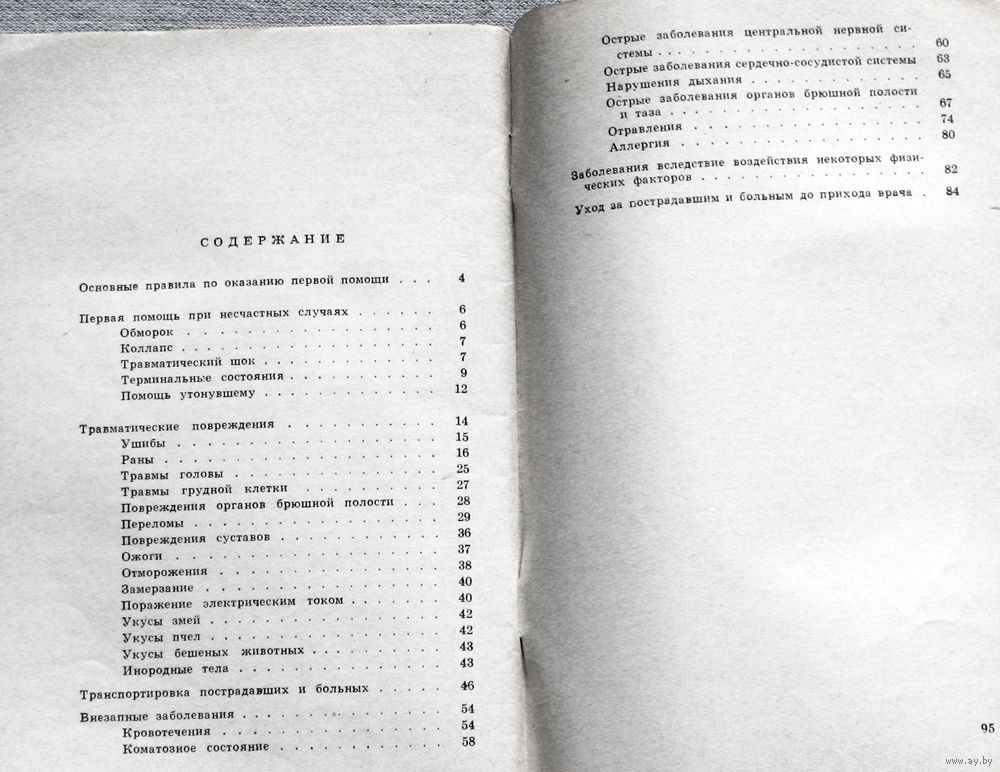 СОДЕРЖАНИЕ
Основные правила по оказанию первой помощи . . . 4
Первая помощь при несчастных случаях . . . . . . 6
Обморок . . . . . . . . . . . . 6
Коллапс . . . . . . . . . . . . 7
Травматический шок . . . . . . . . . 7
Терминальные состояния . . . . . . . . 9
Помощь утонувшему . . . . . . . . . 12
Травматические повреждения . . . . . . . . 14
Ушибы . . . . . . . . . . . . . 15
Раны . . . . . . . . . . . . . 16
Травмы головы . . . . . . . . . . 25
Травмы грудной клетки . . . . . . . . 27
Повреждения органов брюшной полости . . . 28
Переломы . . . . . . . . . . . . 29
Повреждения суставов . . . . . . . . . 36
Ожоги . . . . . . . . . . . . . 37
Отморожения . . . . . . . . . . . 38
Замерзание . . . . . . . . . . . 40
Поражение электрическим током . . . . . . 40
Укусы змей . . . . . . . . . . . 42
Укусы пчел . . . . . . . . . . . 42
Укусы бешеных животных . . . . . . . 43
Инородные тела . . . . . . . . . . 43
Транспортировка пострадавших и больных . . . . . 46
Внезапные заболевания . . . . . . . . . . 54
Кровотечения . . . . . . . . . . . 54
Коматозное состояние . . . . . . . . . 58
Острые заболевания центральной нервной си-
стемы . . . . . . . . . . . . . 60
Острые заболевания сердечно-сосудистой системы 63
Нарушения дыхания . . . . . . . . . 65
Острые заболевания органов брюшной полости
и таза . . . . . . . . . . . . . 67
Отравления . . . . . . . . . . . 74
Аллергия . . . . . . . . . . . . 80
Заболевания вследствие воздействия некоторых физи-
ческих факторов . . . . . . . . . . . 82
Уход за пострадавшим и больным до прихода врача . 84
95
www.ay.by